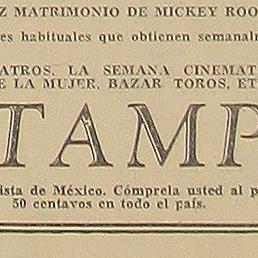 Z MATRIMONIO DE MICKEY ROO
es habituales que obtienen semanal
ATROS, LA SEMANA CINEMAT
E LA MUJER, BAZAR TOROS, ET
TAMP
ista de México. Cómprela usted al p
50 centavos en todo el país.